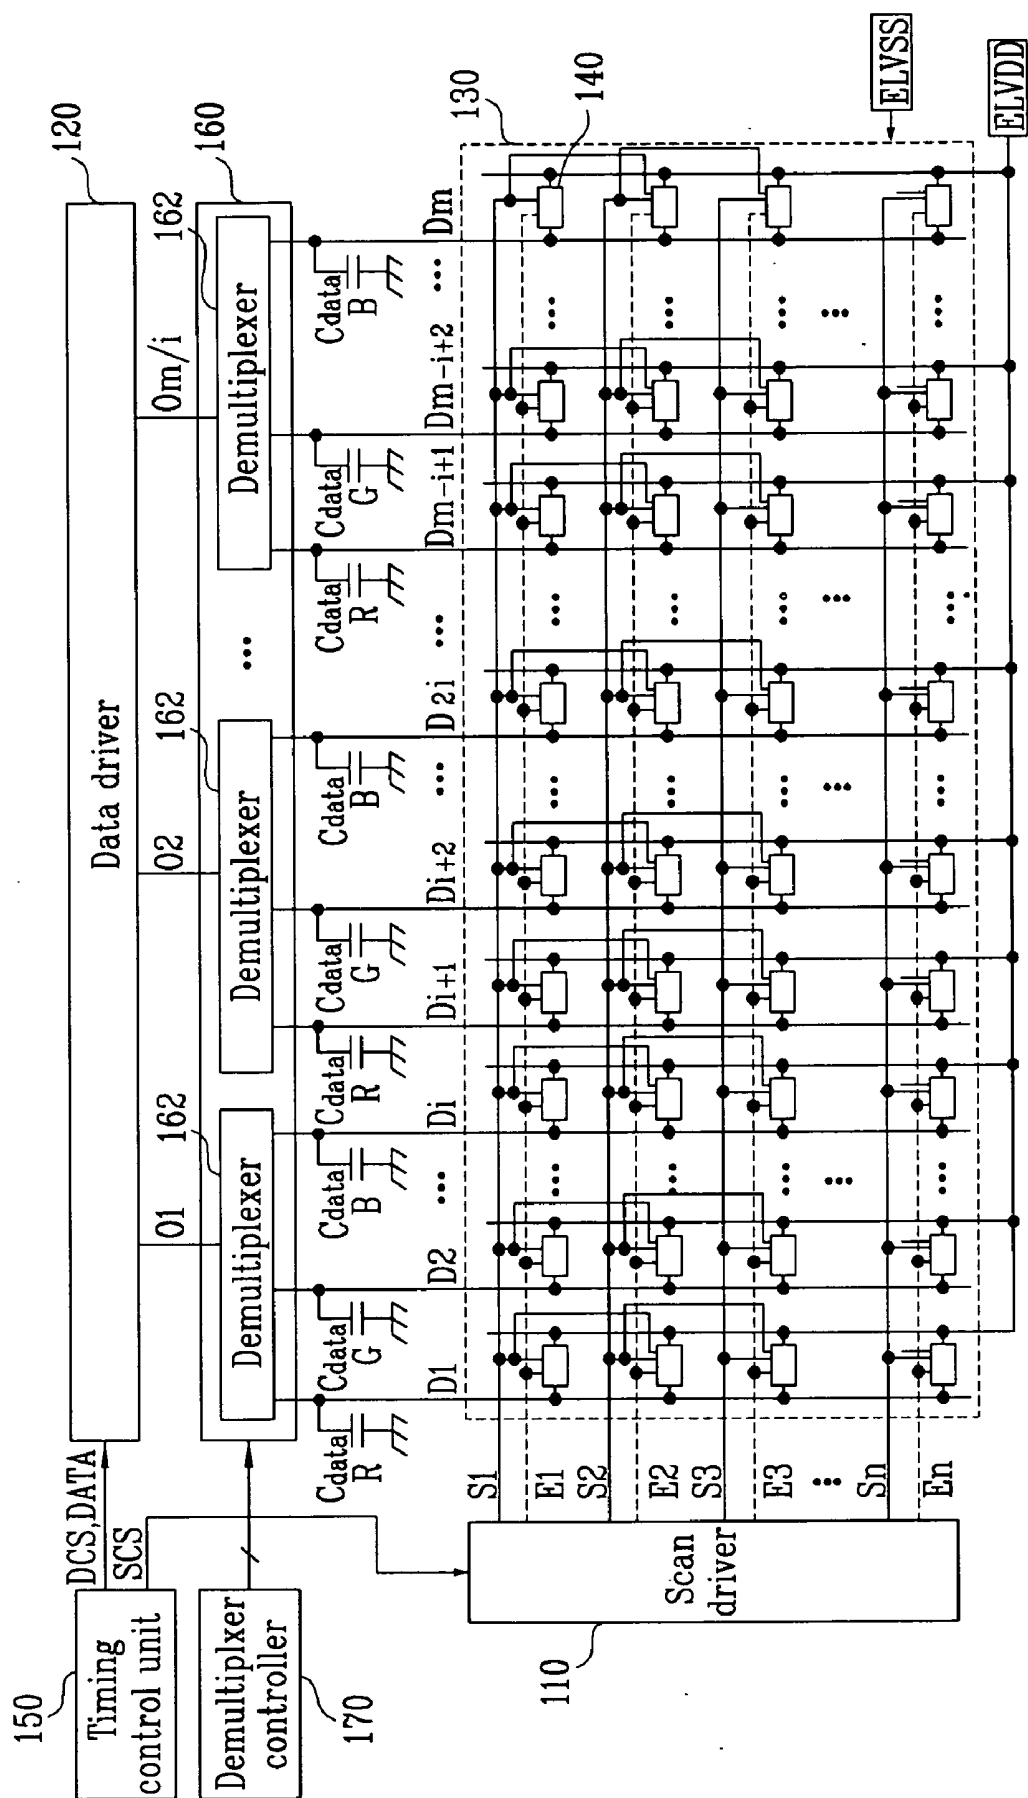 150
Timing
control unit
DCS,DATA
SCS
Data driver
120
Demultiplxer
controller
170
O1
O2
Om/i
160
162
162
162
Demultiplexer
Demultiplexer
...
Demultiplexer
Cdata
R
Cdata
G
Cdata
B
Cdata
R
Cdata
G
Cdata
B
Cdata
R
Cdata
G
Cdata
B
D1
D2
...
Di
Di+1
Di+2
...
D2i
...
Dm-i+1
Dm-i+2
...
Dm
130
140
S1
E1
S2
E2
S3
E3
...
Sn
En
Scan
driver
110
ELVSS
ELVDD